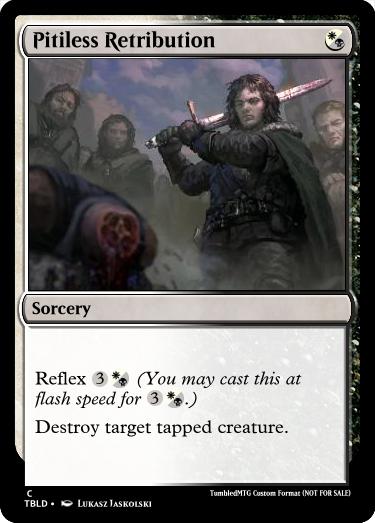 Pitiless Retribution
Sorcery
Reflex 3 (You may cast this at
flash speed for 3 .)
Destroy target tapped creature.
C
TBLD • Lukasz Jaskolski
TumbledMTG Custom Format (NOT FOR SALE)